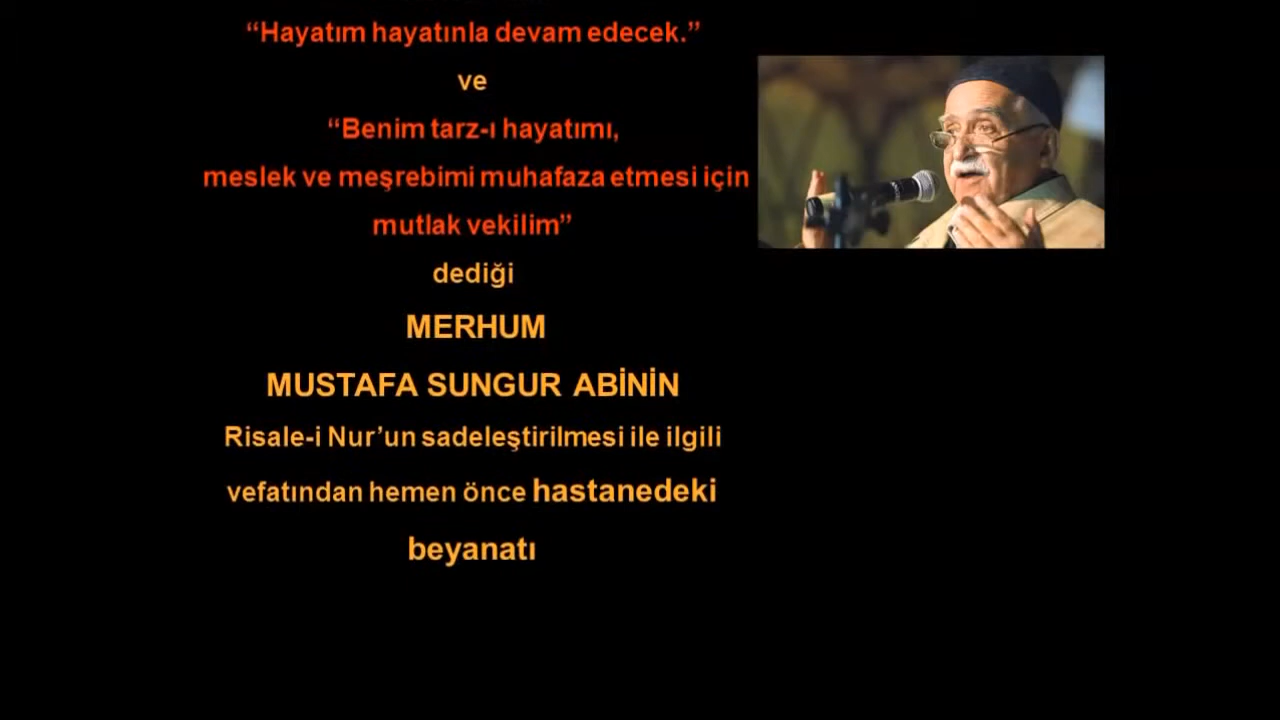 “Hayatım hayatınla devam edecek.”
ve
“Benim tarz-ı hayatımı,
meslek ve meşrebimi muhafaza etmesi için
mutlak vekilim”
dediği
MERHUM
MUSTAFA SUNGUR ABİNİN
Risale-i Nur’un sadeleştirilmesi ile ilgili
vefatından hemen önce hastanedeki
beyanatı